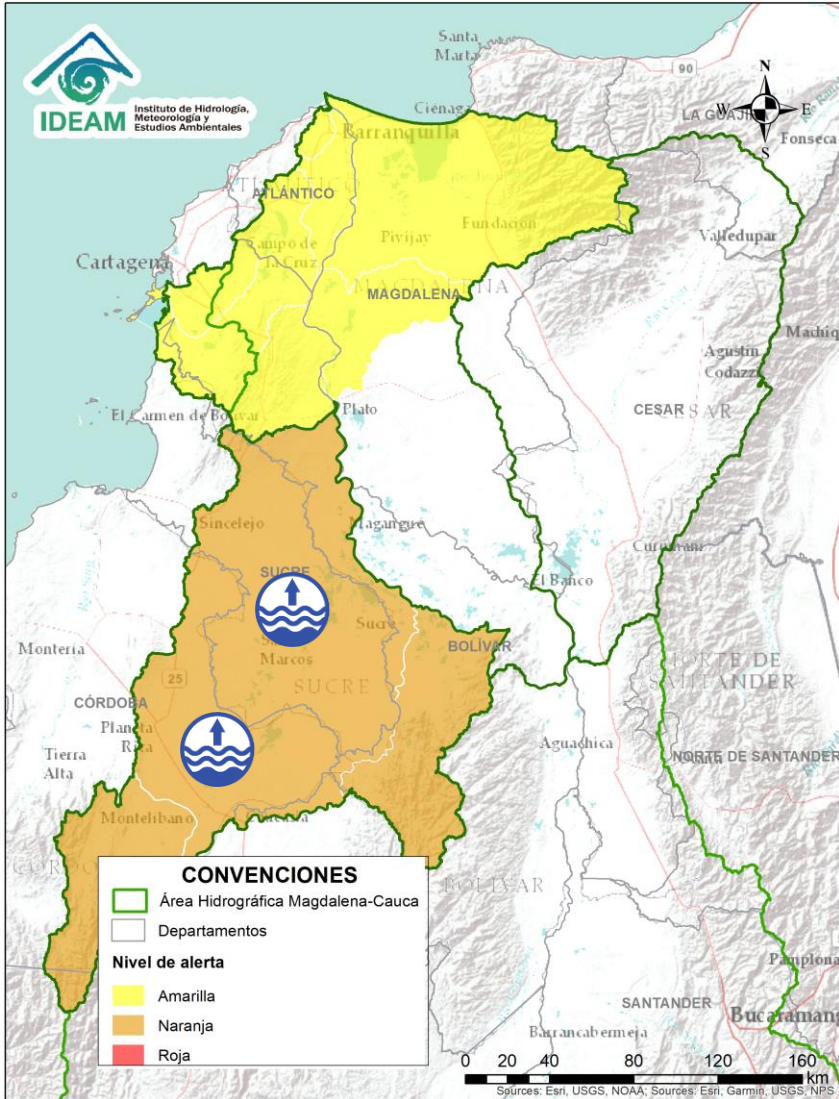 Santa
Marta
90
N
W E
S
IDEAM
Instituto de Hidrología,
Meteorología y
Estudios Ambientales
Ciénaga
LA GUAJIRA
Fonseca
Barranquilla
ATLÁNTICO
Fundación
Pivijay
Valledupar
Campo de
la Cruz
Cartagena
MAGDALENA
MAGDALENA
Agustín
Codazzi
El Carmen de Bolívar
Plato
CESAR
CESAR
Sincelejo
Magangué
Curumaní
SUCRE
El Banco
Sucre
Marcos
BOLÍVAR
Montería
25
SUCRE
NORTE DE
SANTANDER
CÓRDOBA
Planeta
Rica
Aguachica
Tierra
Alta
NORTE DE SANTANDER
Montelíbano
Caucasia
BOLÍVAR
CONVENCIONES
Área Hidrográfica Magdalena-Cauca
Departamentos
Nivel de alerta
Amarilla
Naranja
Roja
Pamplona
SANTANDER
Barrancabermeja
0 20 40 80 120 160
km
Sources: Esri, USGS, NOAA; Sources: Esri, Garmin, USGS, NPS